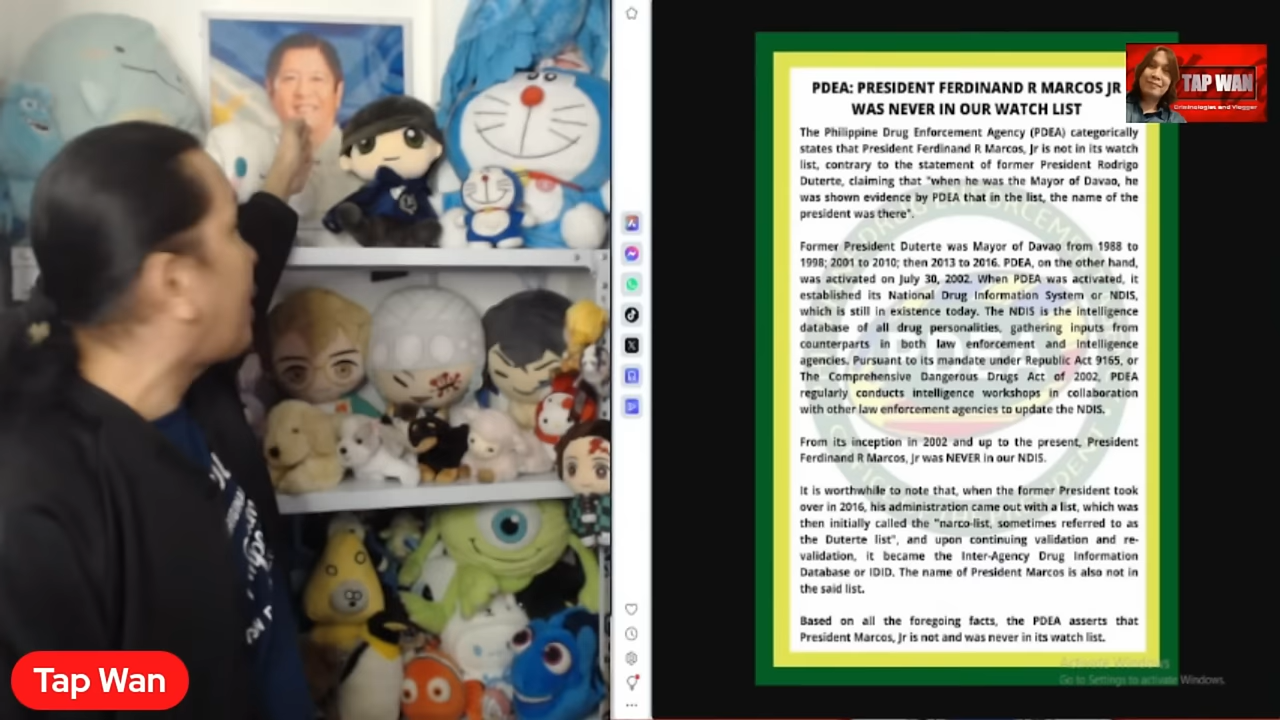 PDEA: PRESIDENT FERDINAND R MARCOS JR
WAS NEVER IN OUR WATCH LIST
The Philippine Drug Enforcement Agency (PDEA) categorically
states that President Ferdinand R Marcos, Jr is not in its watch
list, contrary to the statement of former President Rodrigo
Duterte, claiming that "when he was the Mayor of Davao, he
was shown evidence by PDEA that in the list, the name of the
president was there".
Former President Duterte was Mayor of Davao from 1988 to
1998; 2001 to 2010; then 2013 to 2016. PDEA, on the other hand,
was activated on July 30, 2002. When PDEA was activated, it
established its National Drug Information System or NDIS,
which is still in existence today. The NDIS is the intelligence
database of all drug personalities, gathering inputs from
counterparts in both law enforcement and intelligence
agencies. Pursuant to its mandate under Republic Act 9165, or
The Comprehensive Dangerous Drugs Act of 2002, PDEA
regularly conducts intelligence workshops in collaboration
with other law enforcement agencies to update the NDIS.
From its inception in 2002 and up to the present, President
Ferdinand R Marcos, Jr was NEVER in our NDIS.
It is worthwhile to note that, when the former President took
over in 2016, his administration came out with a list, which was
then initially called the "narco-list, sometimes referred to as
the Duterte list", and upon continuing validation and re-
validation, it became the Inter-Agency Drug Information
Database or IDID. The name of President Marcos is also not in
the said list.
Based on all the foregoing facts, the PDEA asserts that
President Marcos, Jr is not and was never in its watch list.
TAP WAN
Criminologist and Vlogger
Tap Wan
Activate Windows
Go to Settings to activate Windows.